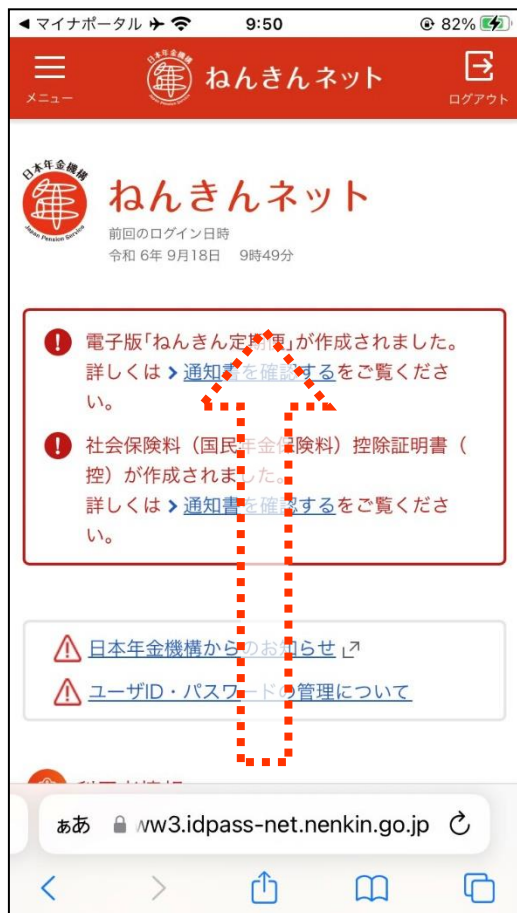 ◀マイナポータル 9:50 82%
メニュー 日本年金機構 ねんきんネット ログアウト
日本年金機構
Japan Pension Service
ねんきんネット
前回のログイン日時
令和 6年 9月18日 9時49分
電子版「ねんきん定期便」が作成されました。
詳しくは 通知書を確認するをご覧くださ
い。
社会保険料（国民年金保険料）控除証明書（
控）が作成されました。
詳しくは 通知書を確認するをご覧くださ
い。
日本年金機構からのお知らせ
ユーザID・パスワードの管理について
ぁあ ww3.idpass-net.nenkin.go.jp